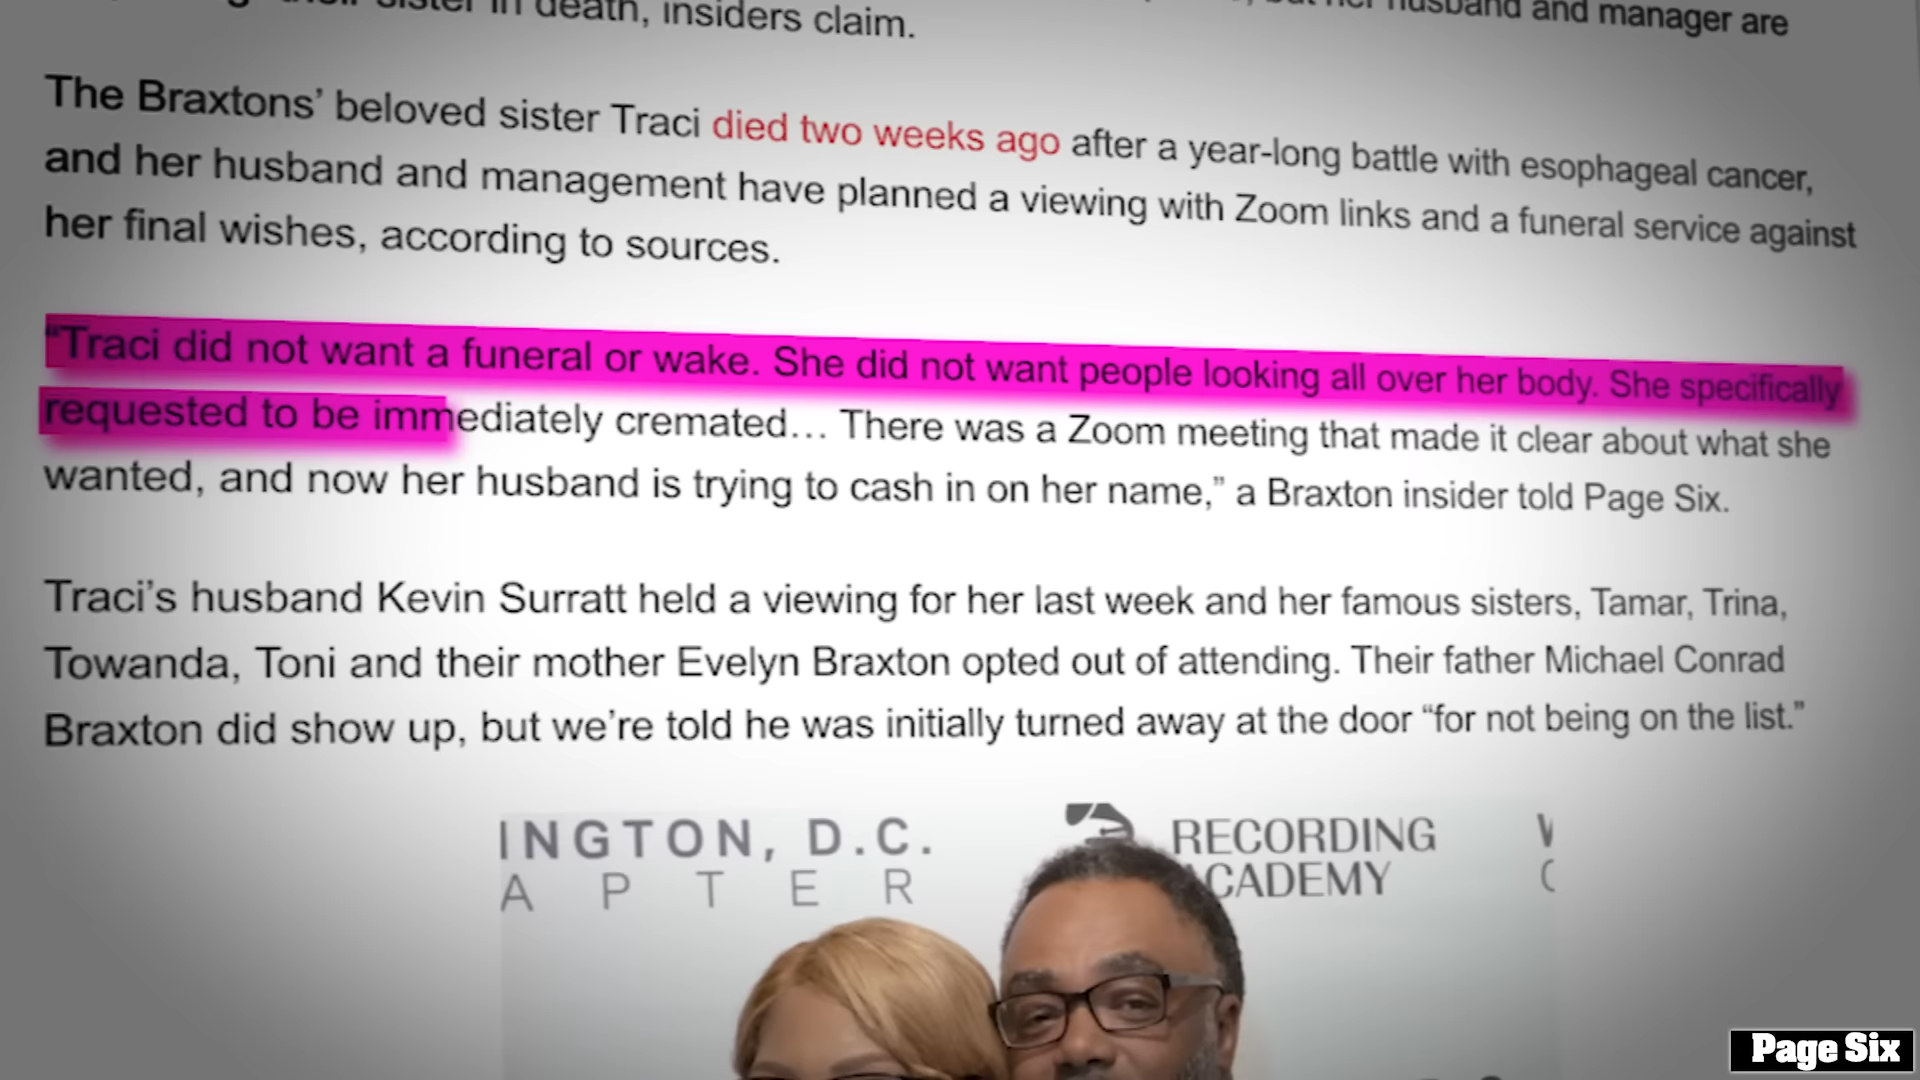 sister in death, insiders claim.
husband and manager are
The Braxtons’ beloved sister Traci died two weeks ago after a year-long battle with esophageal cancer,
and her husband and management have planned a viewing with Zoom links and a funeral service against
her final wishes, according to sources.
“Traci did not want a funeral or wake. She did not want people looking all over her body. She specifically
requested to be immediately cremated… There was a Zoom meeting that made it clear about what she
wanted, and now her husband is trying to cash in on her name,” a Braxton insider told Page Six.
Traci’s husband Kevin Surratt held a viewing for her last week and her famous sisters, Tamar, Trina,
Towanda, Toni and their mother Evelyn Braxton opted out of attending. Their father Michael Conrad
Braxton did show up, but we’re told he was initially turned away at the door “for not being on the list.”
INGTON, D.C.
APTER
RECORDING
ACADEMY
Page Six